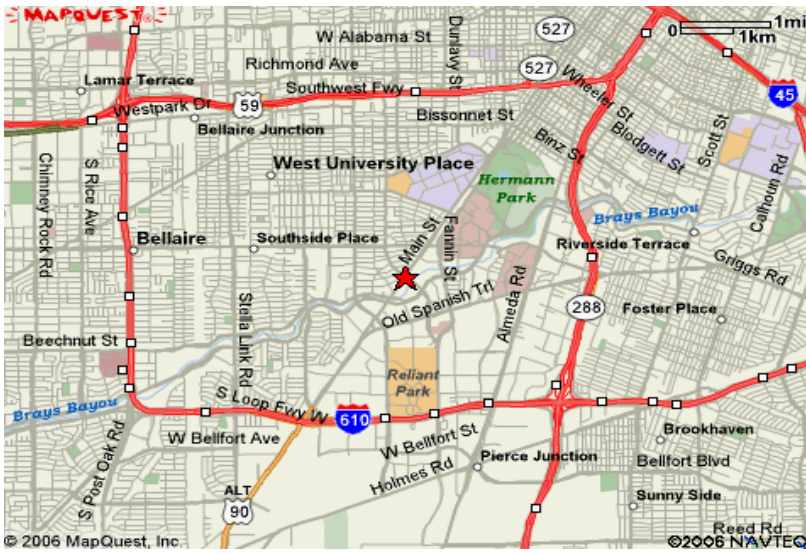 MAPQUEST
W Alabama St
Dunlavy St
527
1mi
0
1km
Richmond Ave
527
Lamar Terrace
Southwest Fwy
Wheeler St
45
Westpark Dr
59
Bellaire Junction
Bissonnet St
Binz St
Blodgett St
Scott St
Calhoun Rd
Chimney Rock Rd
S Rice Ave
West University Place
Hermann
Park
Brays Bayou
Bellaire
Southside Place
Main St
Fannin St
Riverside Terrace
Griggs Rd
Old Spanish Trl
Almeda Rd
288
Foster Place
Stella Link Rd
Beechnut St
Reliant
Park
Brays Bayou
S Loop Fwy W
610
S Post Oak Rd
W Bellfort Ave
W Bellfort St
Brookhaven
Holmes Rd
Pierce Junction
Bellfort Blvd
ALT
90
Sunny Side
Reed Rd
© 2006 MapQuest, Inc.
©2006 NAVTEQ